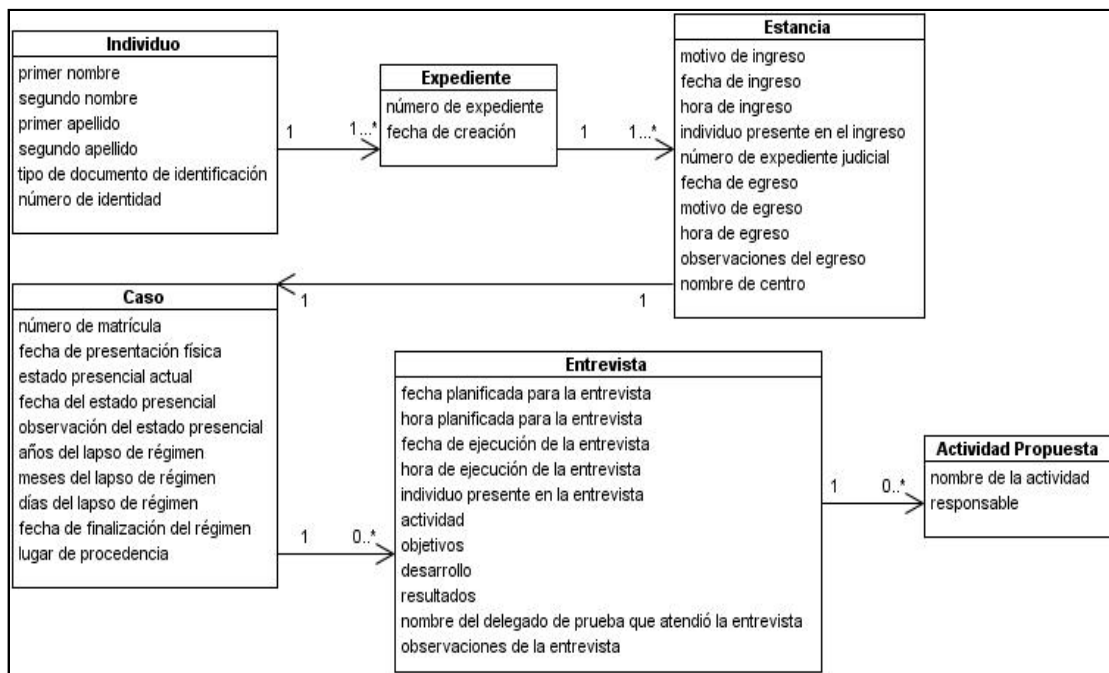 Individuo
primer nombre
segundo nombre
primer apellido
segundo apellido
tipo de documento de identificación
número de identidad
1
1...*
Expediente
número de expediente
fecha de creación
1
1...*
Estancia
motivo de ingreso
fecha de ingreso
hora de ingreso
individuo presente en el ingreso
número de expediente judicial
fecha de egreso
motivo de egreso
hora de egreso
observaciones del egreso
nombre de centro
1
1
Caso
número de matrícula
fecha de presentación física
estado presencial actual
fecha del estado presencial
observación del estado presencial
años del lapso de régimen
meses del lapso de régimen
días del lapso de régimen
fecha de finalización del régimen
lugar de procedencia
1
0..*
Entrevista
fecha planificada para la entrevista
hora planificada para la entrevista
fecha de ejecución de la entrevista
hora de ejecución de la entrevista
individuo presente en la entrevista
actividad
objetivos
desarrollo
resultados
nombre del delegado de prueba que atendió la entrevista
observaciones de la entrevista
1
0..*
Actividad Propuesta
nombre de la actividad
responsable